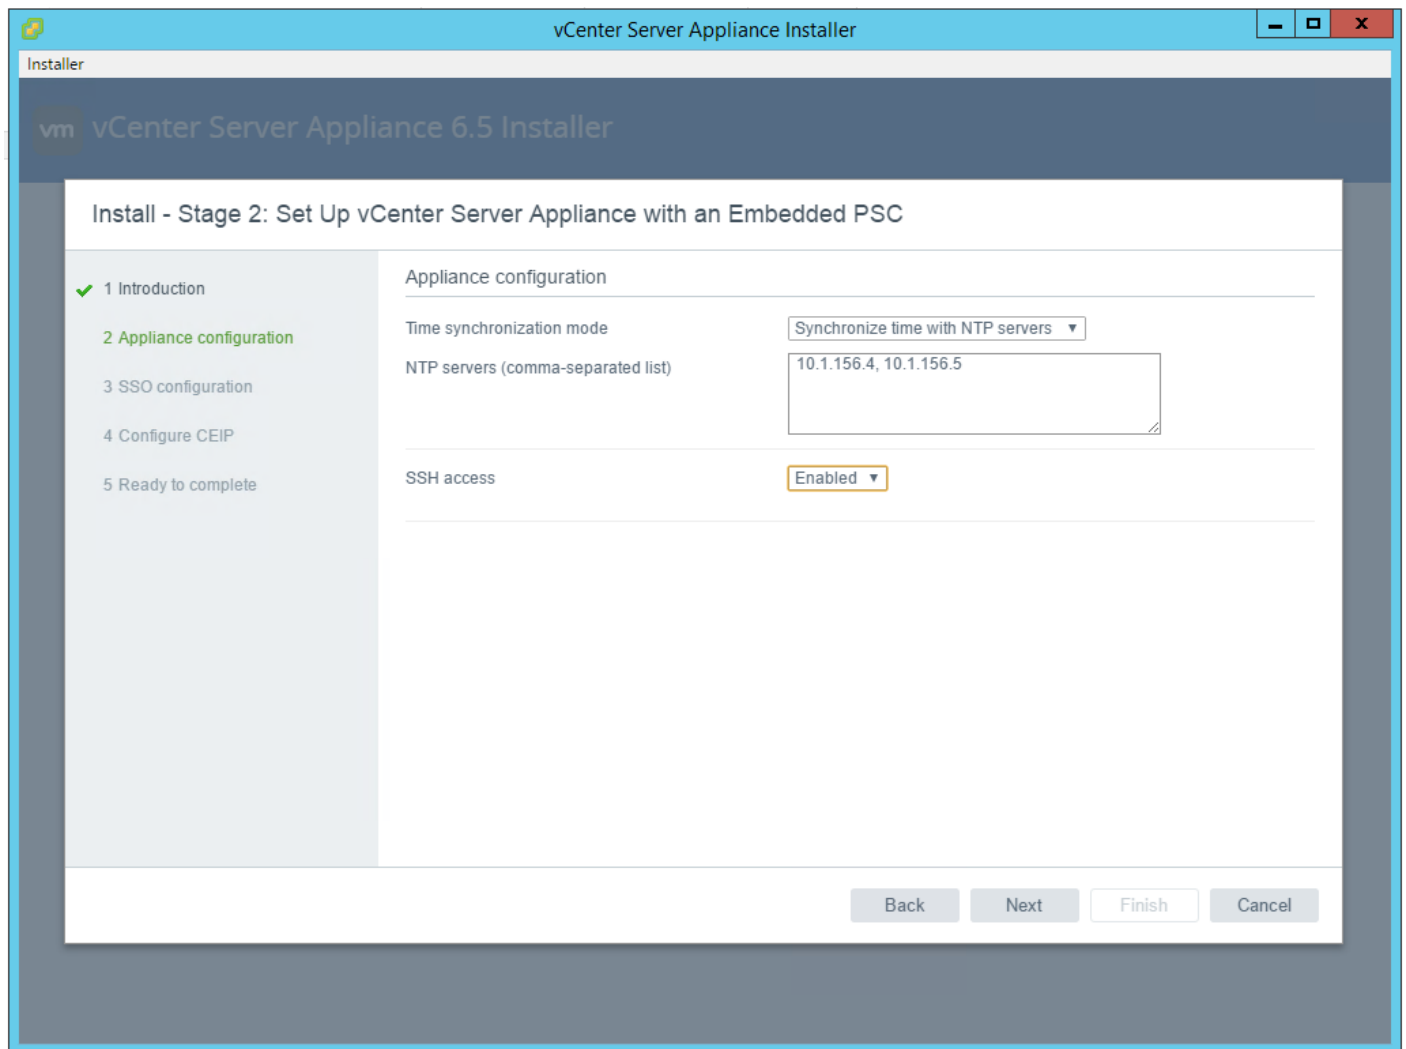 vCenter Server Appliance Installer
X
Installer
vm vCenter Server Appliance 6.5 Installer
Install - Stage 2: Set Up vCenter Server Appliance with an Embedded PSC
1 Introduction
2 Appliance configuration
3 SSO configuration
4 Configure CEIP
5 Ready to complete
Appliance configuration
Time synchronization mode
Synchronize time with NTP servers
NTP servers (comma-separated list)
10.1.156.4, 10.1.156.5
SSH access
Enabled
Back
Next
Finish
Cancel